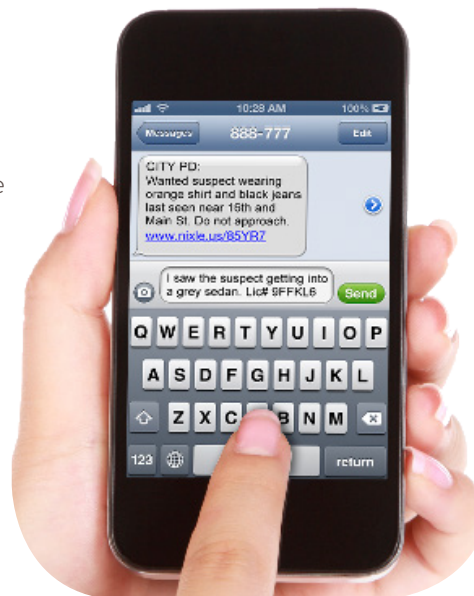 10:28 AM
100%
Messages
888-777
Edit
CITY PD:
Wanted suspect wearing
orange shirt and black jeans
last seen near 16th and
Main St. Do not approach.
www.nixle.us/85YR7
I saw the suspect getting into
a grey sedan. Lic# 9FFKL6
Send
Q W E R T Y U I O P
A S D F G H J K L
Z X C B N M
123
return
e